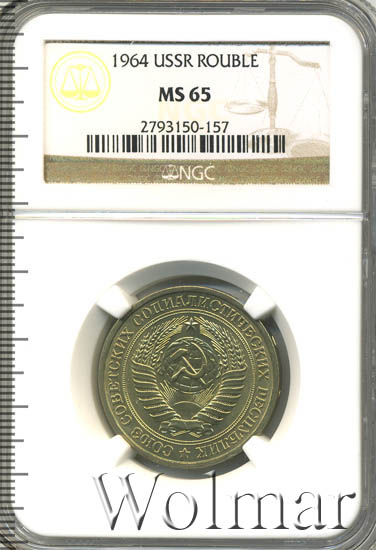 1964 USSR ROUBLE
MS 65
2793150-157
NGC
СОЮЗ СОВЕТСКИХ СОЦИАЛИСТИЧЕСКИХ РЕСПУБЛИК
Wolmar